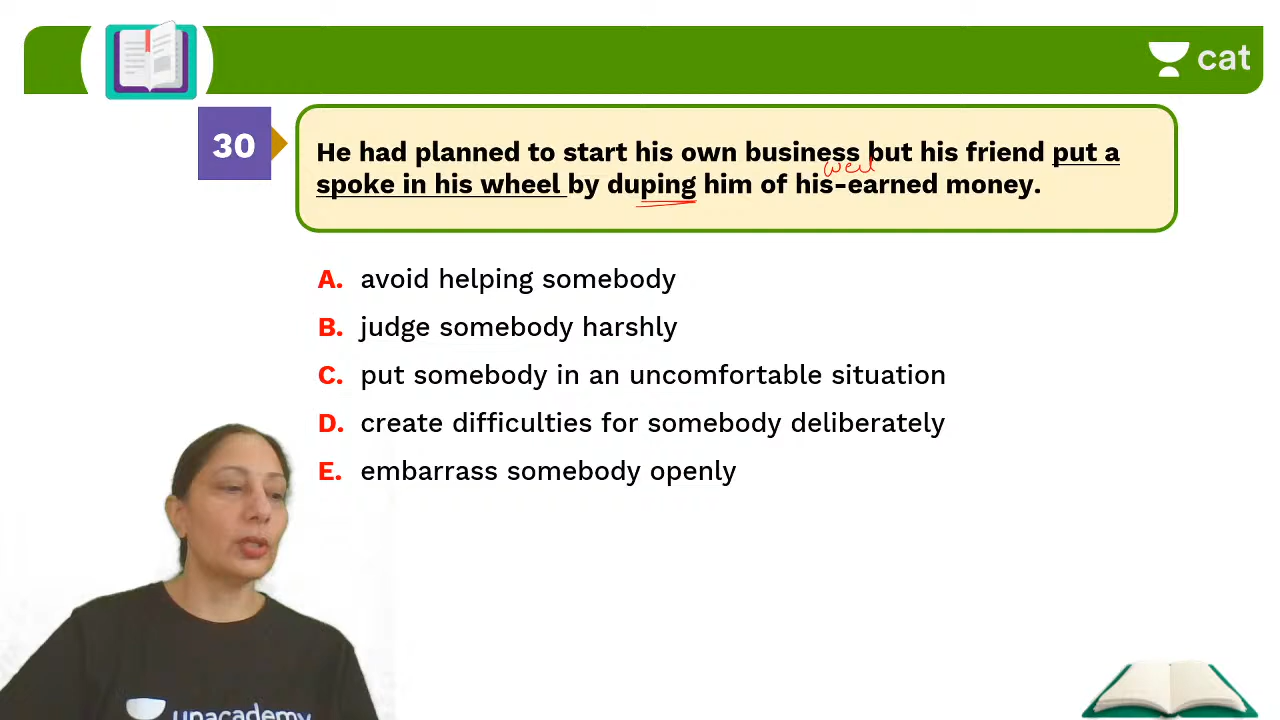 cat
30
He had planned to start his own business but his friend put a
well
spoke in his wheel by duping him of his-earned money.
A. avoid helping somebody
B. judge somebody harshly
C. put somebody in an uncomfortable situation
D. create difficulties for somebody deliberately
E. embarrass somebody openly
unacademy